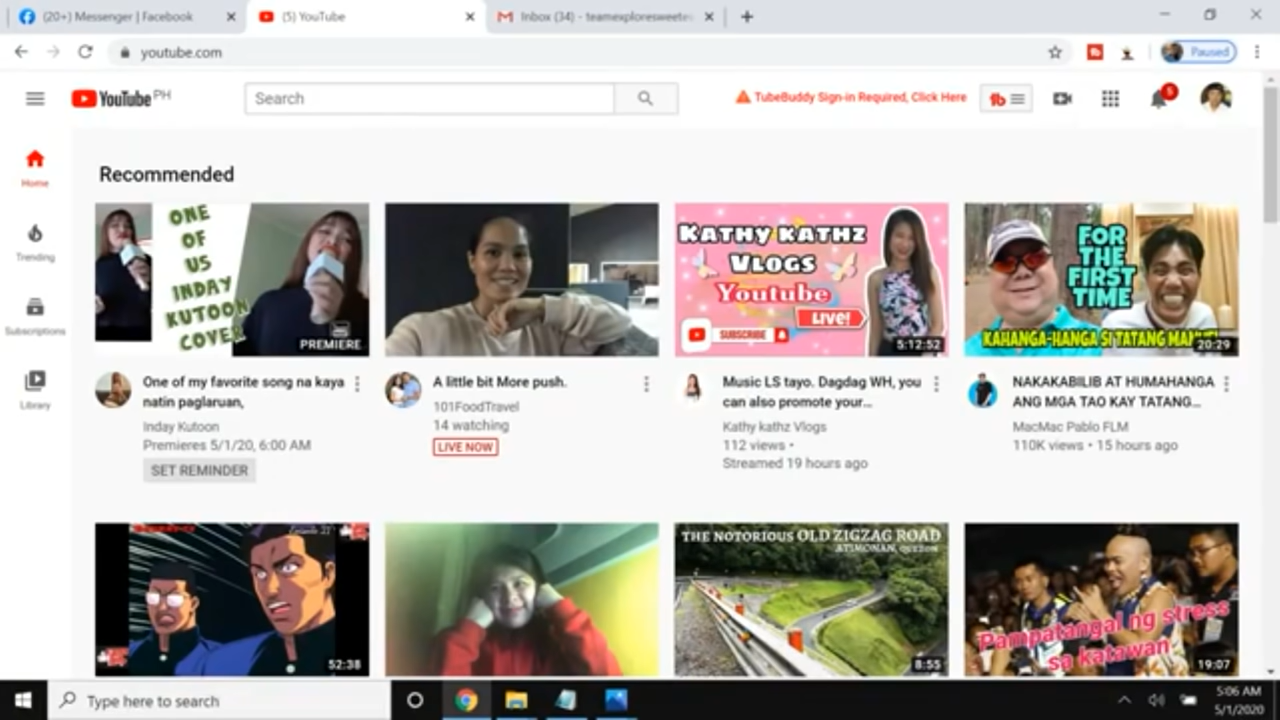 (20+) Messenger | Facebook
(5) YouTube
Inbox (34) - teamexploresweete
youtube.com
Paused
YouTube PH
Search
TubeBuddy Sign-in Required, Click Here
tb
5
Home
Trending
Subscriptions
Library
Recommended
ONE
OF
US
INDAY
KUTOON
COVER
PREMIERE
KATHY KATHZ
VLOGS
Youtube
LIVE!
SUBSCRIBE
5:12:52
FOR
THE
FIRST
TIME
KAHANGA-HANGA SI TATANG
20:29
One of my favorite song na kaya
natin paglaruan,
Inday Kutoon
Premieres 5/1/20, 6:00 AM
SET REMINDER
A little bit More push.
101FoodTravel
14 watching
LIVE NOW
Music LS tayo. Dagdag WH, you
can also promote your...
Kathy kathz Vlogs
112 views •
Streamed 19 hours ago
NAKAKABILIB AT HUMAHANGA
ANG MGA TAO KAY TATANG...
MacMac Pablo FLM
110K views • 15 hours ago
52:38
THE NOTORIOUS OLD ZIGZAG ROAD
ATIMONAN, QUEZON
8:55
Pampatangal ng stress
sa katawan
19:07
Type here to search
5:06 AM
5/1/2020